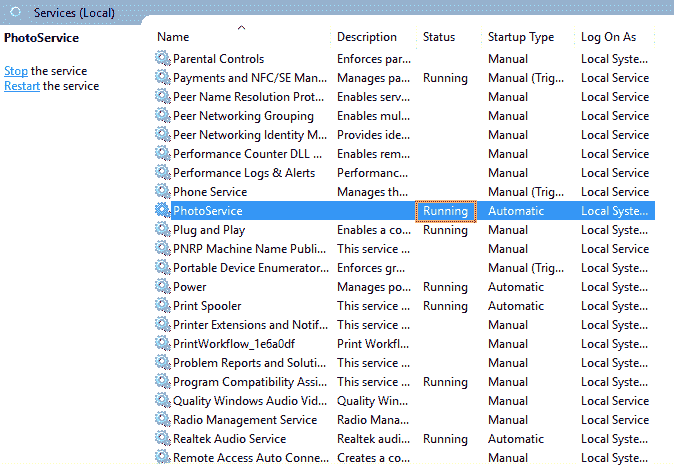 Services (Local)
PhotoService
Stop the service
Restart the service
Name Description Status Startup Type Log On As
Parental Controls Enforces par... Manual Local Syste...
Payments and NFC/SE Man... Manages pa... Running Manual (Trig... Local Service
Peer Name Resolution Prot... Enables serv... Manual Local Service
Peer Networking Grouping Enables mul... Manual Local Service
Peer Networking Identity M... Provides ide... Manual Local Service
Performance Counter DLL ... Enables rem... Manual Local Service
Performance Logs & Alerts Performanc... Manual Local Service
Phone Service Manages th... Manual (Trig... Local Service
PhotoService Running Automatic Local Syste...
Plug and Play Enables a co... Running Manual Local Syste...
PNRP Machine Name Publi... This service ... Manual Local Service
Portable Device Enumerator... Enforces gr... Manual (Trig... Local Syste...
Power Manages po... Running Automatic Local Syste...
Print Spooler This service ... Running Automatic Local Syste...
Printer Extensions and Notif... This service ... Manual Local Syste...
PrintWorkflow_1e6a0df Print Workfl... Manual Local Syste...
Problem Reports and Soluti... This service ... Manual Local Syste...
Program Compatibility Assi... This service ... Running Manual Local Syste...
Quality Windows Audio Vid... Quality Win... Manual Local Service
Radio Management Service Radio Mana... Manual Local Service
Realtek Audio Service Realtek audi... Running Automatic Local Syste...
Remote Access Auto Conne... Creates a co... Manual Local Syste...